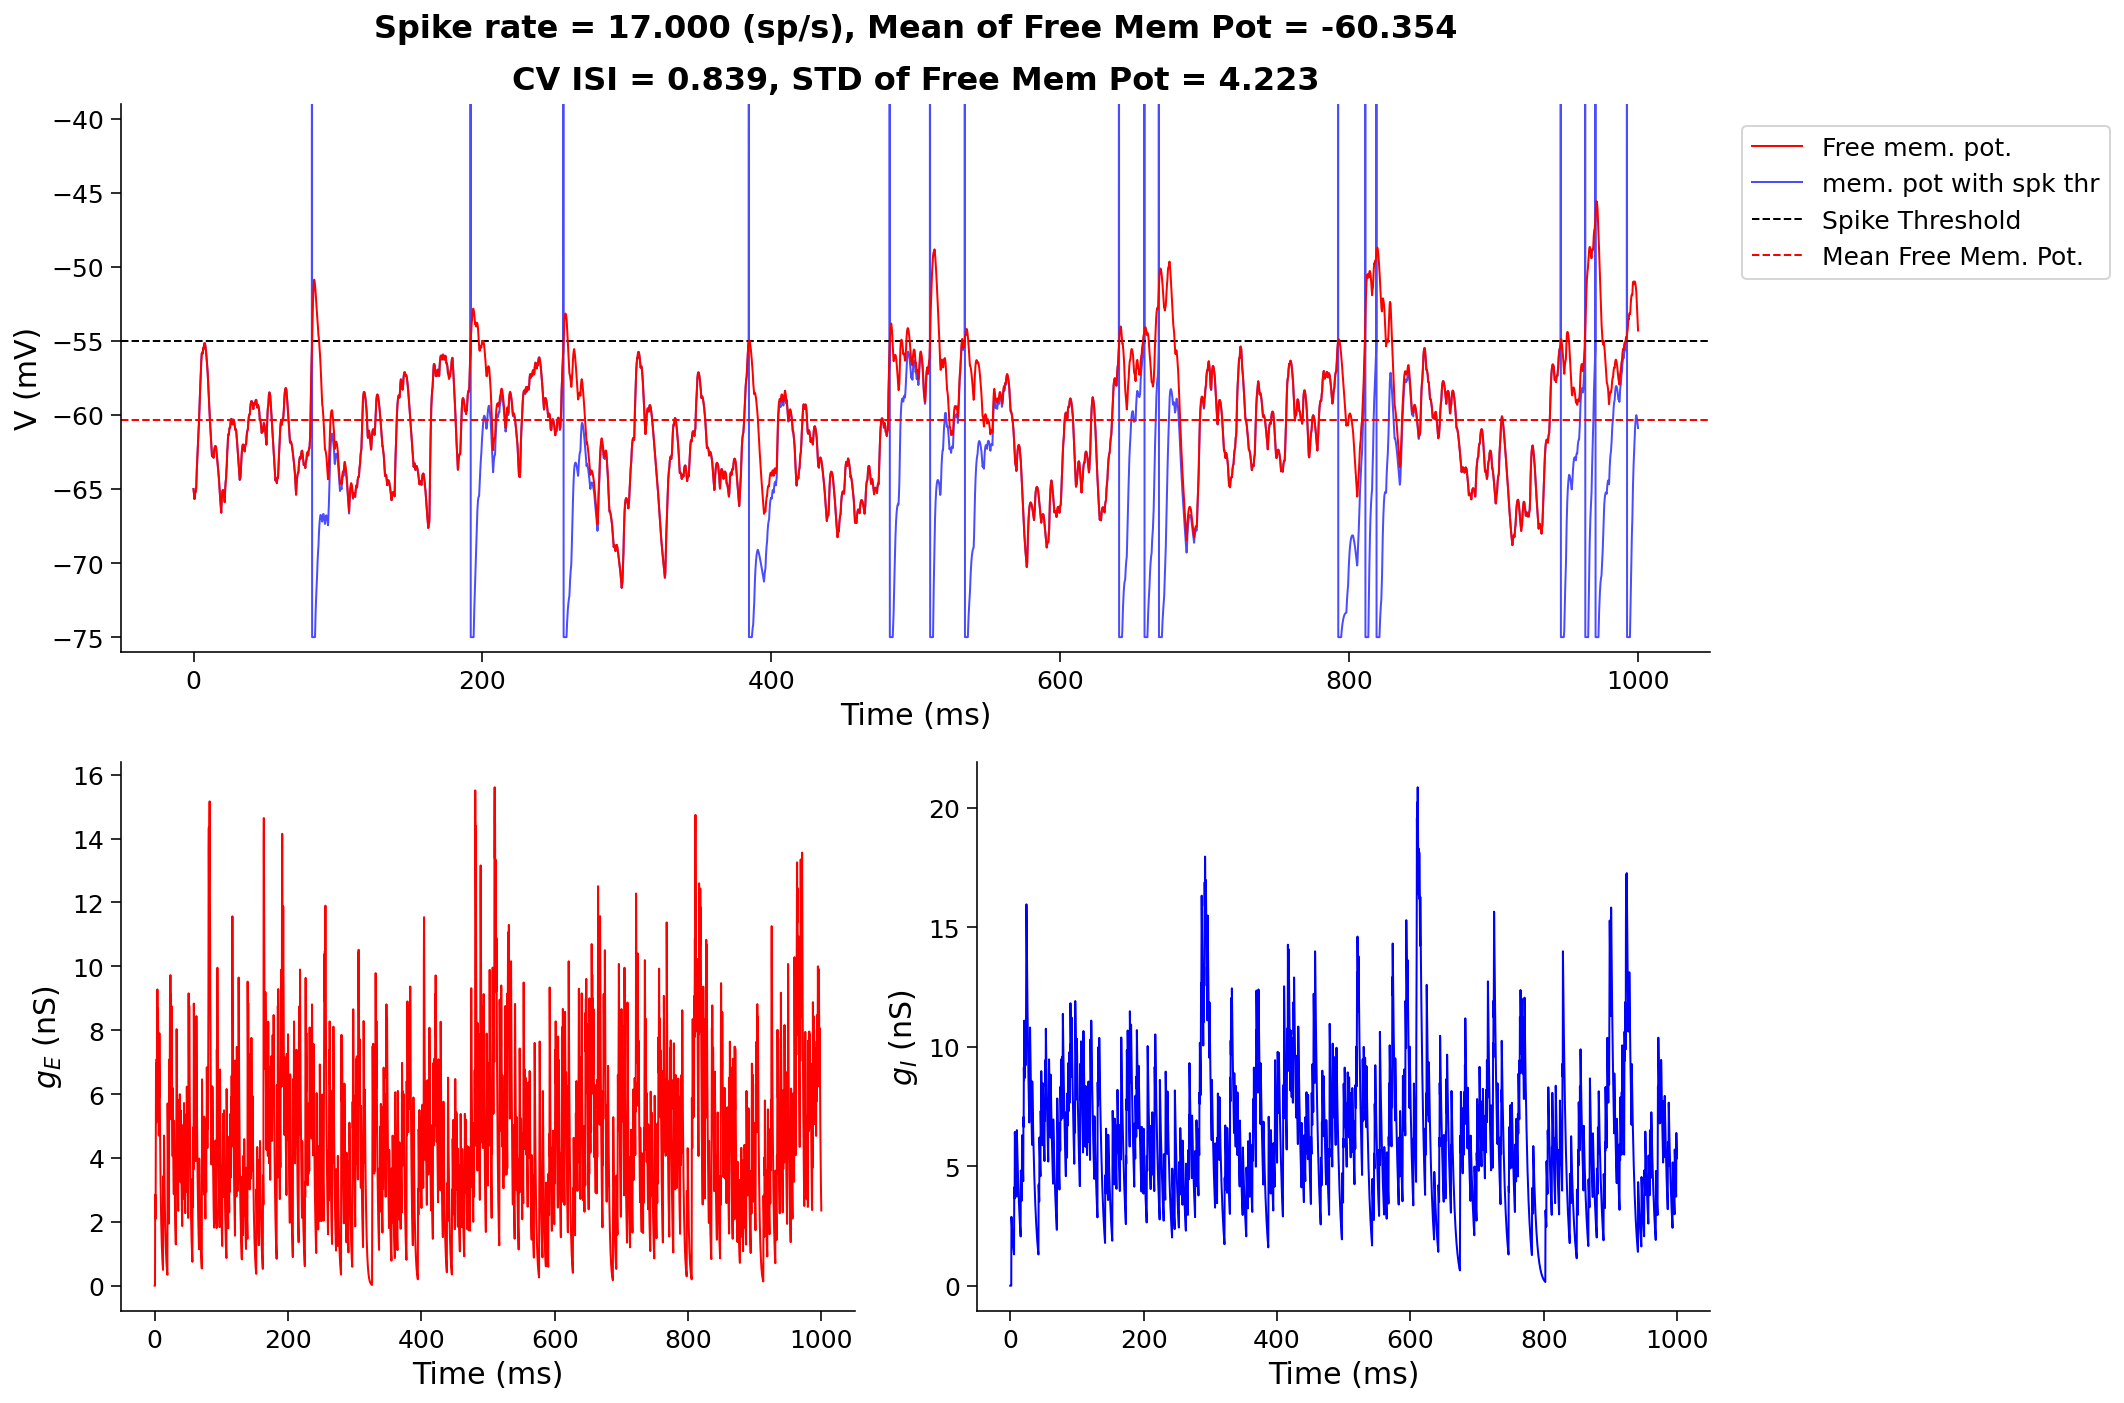 Spike rate = 17.000 (sp/s), Mean of Free Mem Pot = -60.354
CV ISI = 0.839, STD of Free Mem Pot = 4.223
−40
−45
−50
−55
−60
−65
−70
−75
V (mV)
0 200 400 600 800 1000
Time (ms)
Free mem. pot.
mem. pot with spk thr
Spike Threshold
Mean Free Mem. Pot.
16
14
12
10
8
6
4
2
0
g_E (nS)
0 200 400 600 800 1000
Time (ms)
20
15
10
5
0
g_I (nS)
0 200 400 600 800 1000
Time (ms)